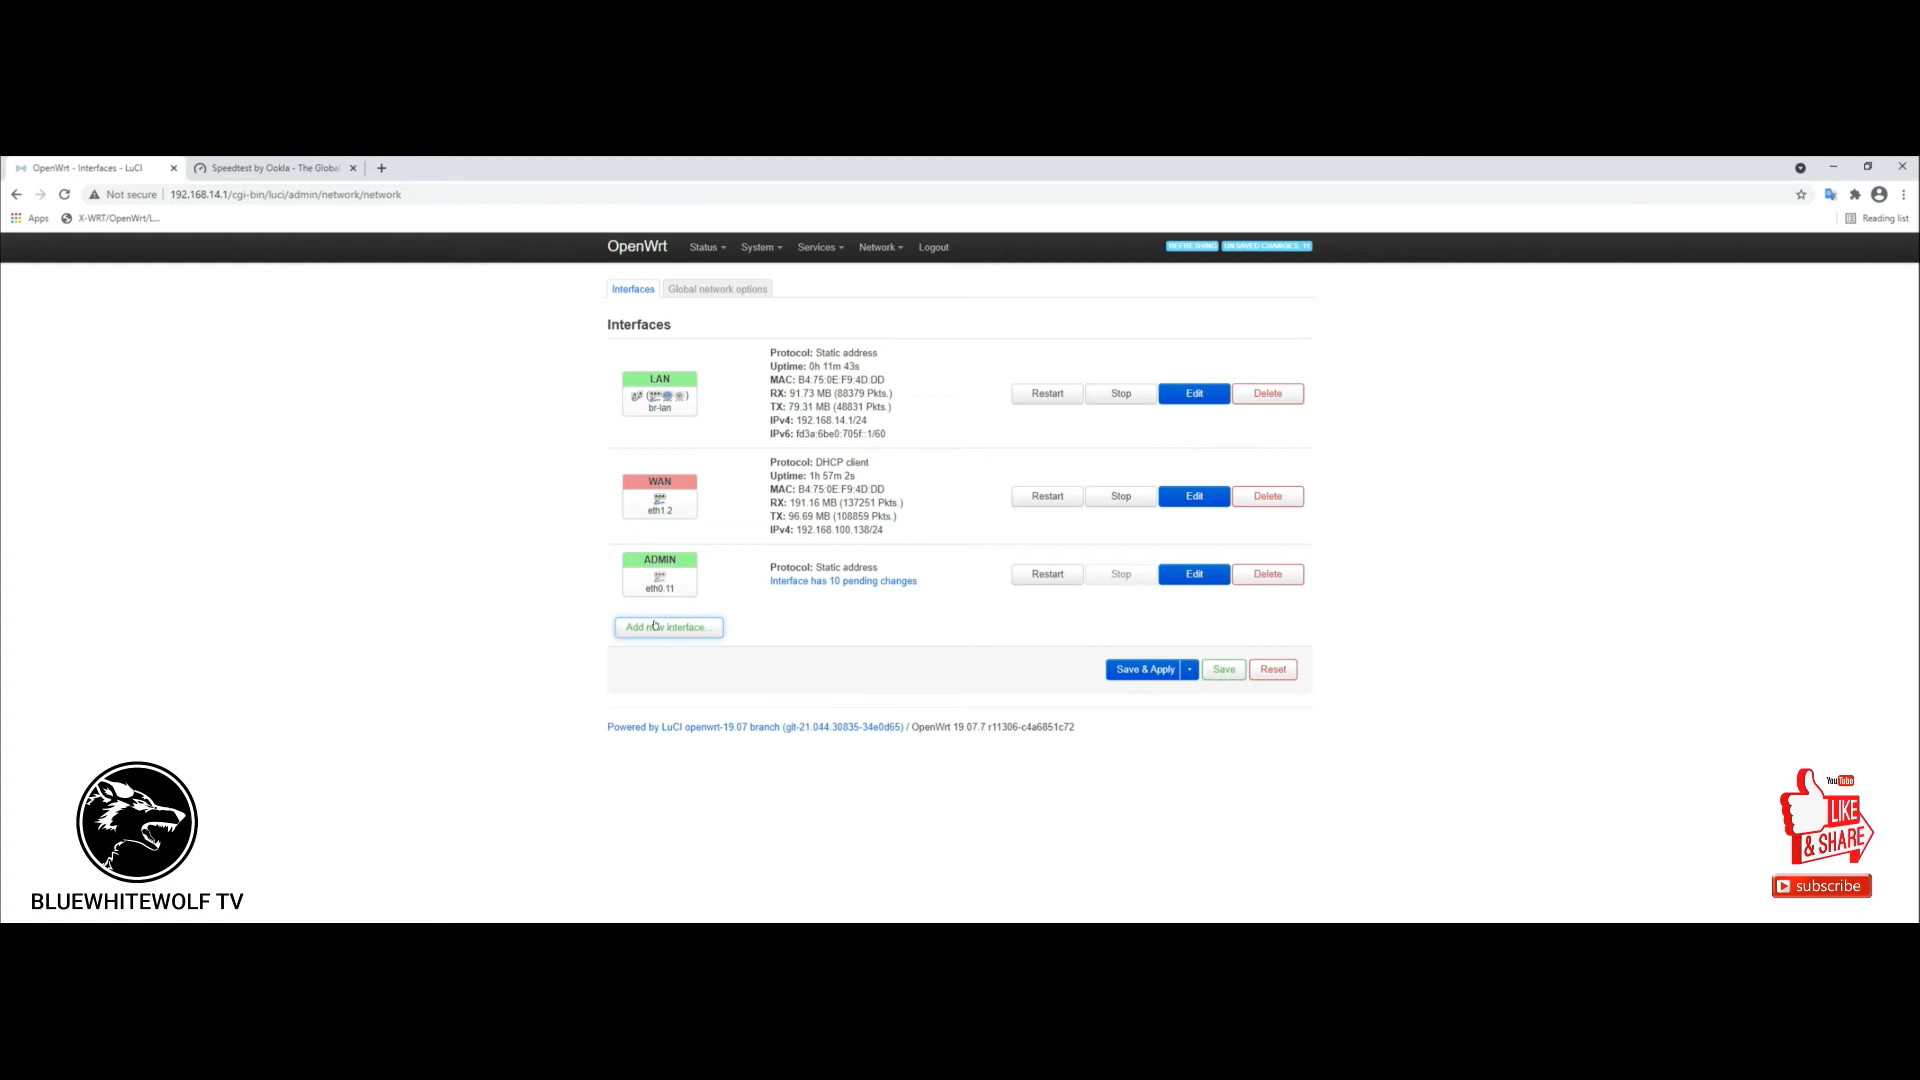 OpenWrt - Interfaces - LuCI
Speedtest by Ookla - The Global
Not secure
192.168.14.1/cgi-bin/luci/admin/network/network
Apps
X-WRT/OpenWrt/L...
Reading list
OpenWrt
Status
System
Services
Network
Logout
REFRESHING
UNSAVED CHANGES: 11
Interfaces
Global network options
Interfaces
LAN
br-lan
Protocol: Static address
Uptime: 0h 11m 43s
MAC: B4:75:0E:F9:4D:DD
RX: 91.73 MB (88379 Pkts.)
TX: 79.31 MB (48831 Pkts.)
IPv4: 192.168.14.1/24
IPv6: fd3a:6be0:705f::1/60
Restart
Stop
Edit
Delete
WAN
eth1.2
Protocol: DHCP client
Uptime: 1h 57m 2s
MAC: B4:75:0E:F9:4D:DD
RX: 191.16 MB (137251 Pkts.)
TX: 96.69 MB (108859 Pkts.)
IPv4: 192.168.100.138/24
Restart
Stop
Edit
Delete
ADMIN
eth0.11
Protocol: Static address
Interface has 10 pending changes
Restart
Stop
Edit
Delete
Add new interface...
Save & Apply
Save
Reset
Powered by LuCI openwrt-19.07 branch (git-21.044.30835-34e0d65) / OpenWrt 19.07.7 r11306-c4a6851c72
BLUEWHITEWOLF TV
YouTube
LIKE
& SHARE
subscribe